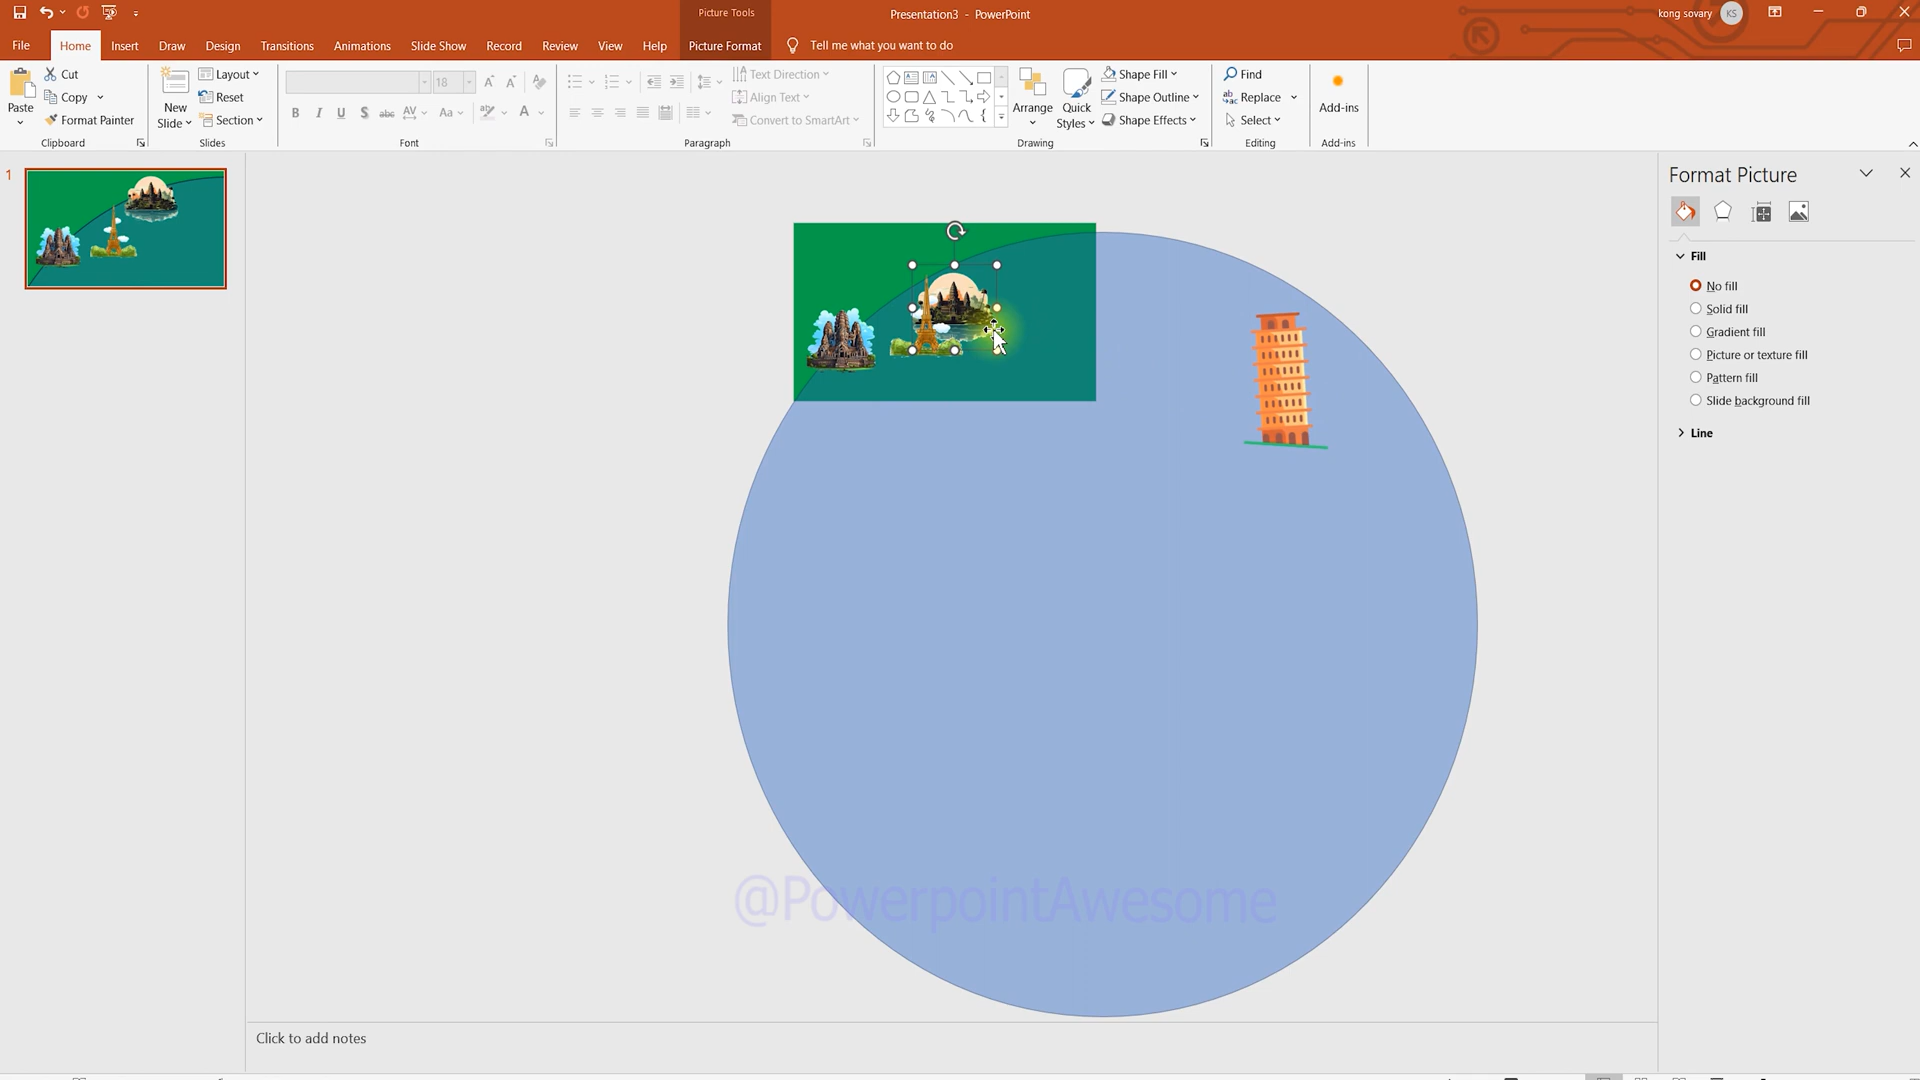 Picture Tools
Presentation3 - PowerPoint
kong sovary KS
File Home Insert Draw Design Transitions Animations Slide Show Record Review View Help Picture Format Tell me what you want to do
Paste
Cut
Copy
Format Painter
Clipboard
New Slide
Layout
Reset
Section
Slides
18
B I U S abc AV Aa A
Font
Text Direction
Align Text
Convert to SmartArt
Paragraph
Arrange
Quick Styles
Shape Fill
Shape Outline
Shape Effects
Drawing
Find
Replace
Select
Editing
Add-ins
Add-ins
1
Format Picture
Fill
No fill
Solid fill
Gradient fill
Picture or texture fill
Pattern fill
Slide background fill
Line
@PowerpointAwesome
Click to add notes